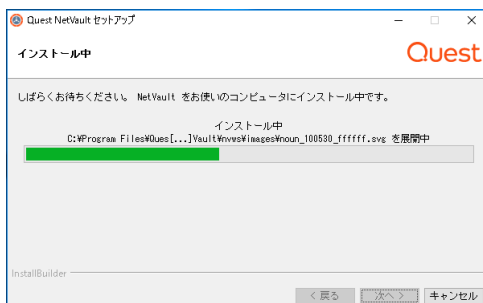 Quest NetVault セットアップ
インストール中
Quest
しばらくお待ちください。 NetVault をお使いのコンピュータにインストール中です。
インストール中
C:¥Program Files¥Ques[...]Vault¥nvws¥images¥noun_100530_ffffff.svg を展開中
InstallBuilder
< 戻る
次へ >
キャンセル